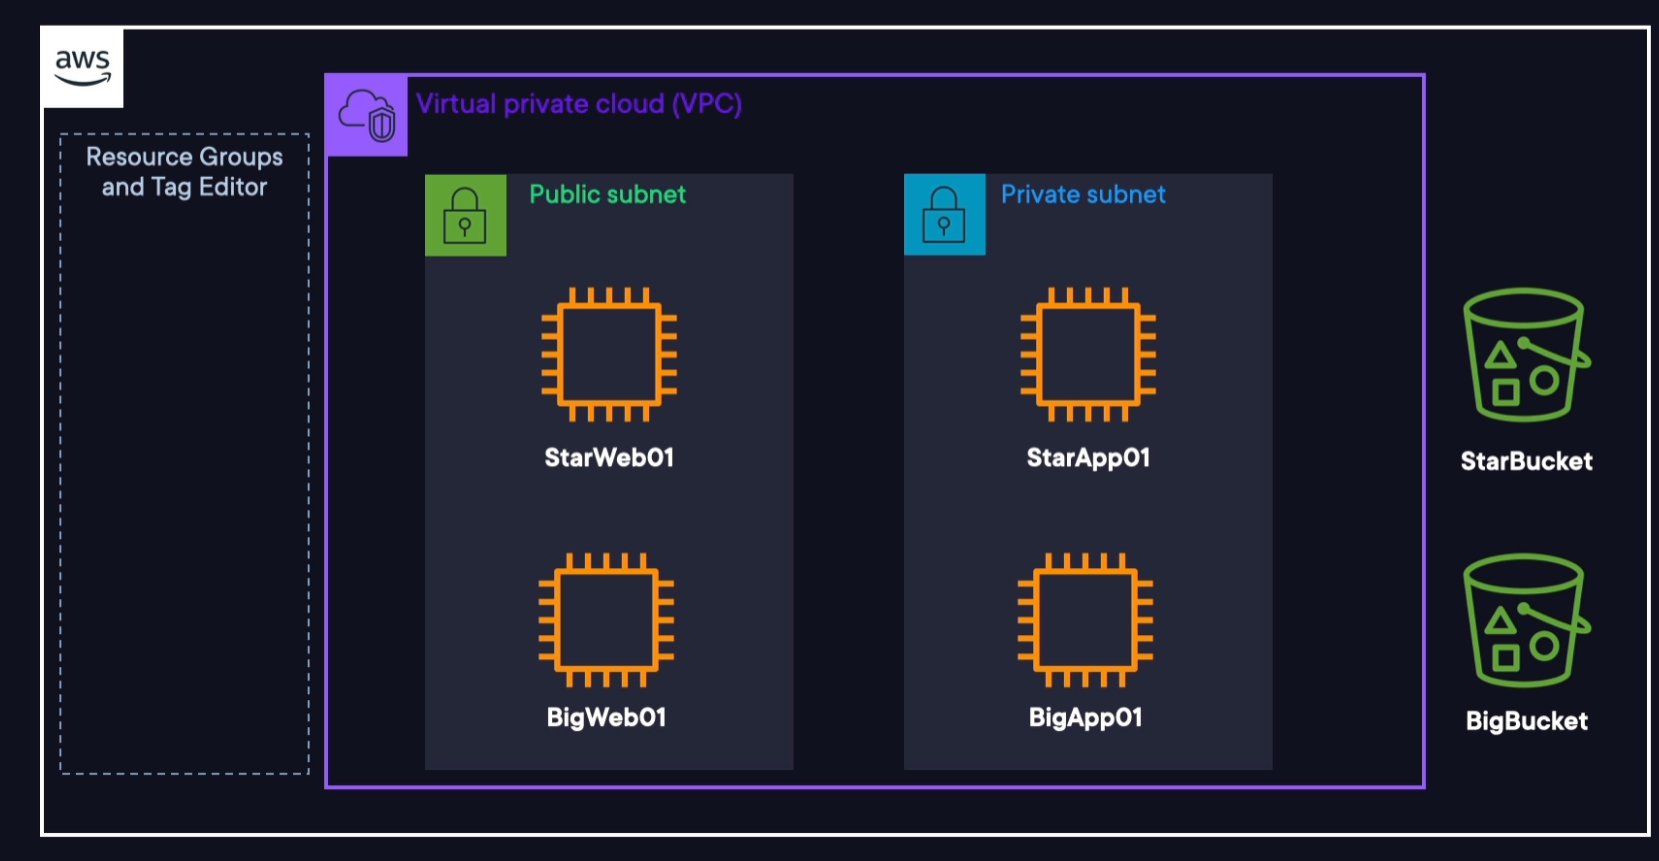 aws
Virtual private cloud (VPC)
Resource Groups
and Tag Editor
Public subnet
Private subnet
StarWeb01
StarApp01
StarBucket
BigWeb01
BigApp01
BigBucket